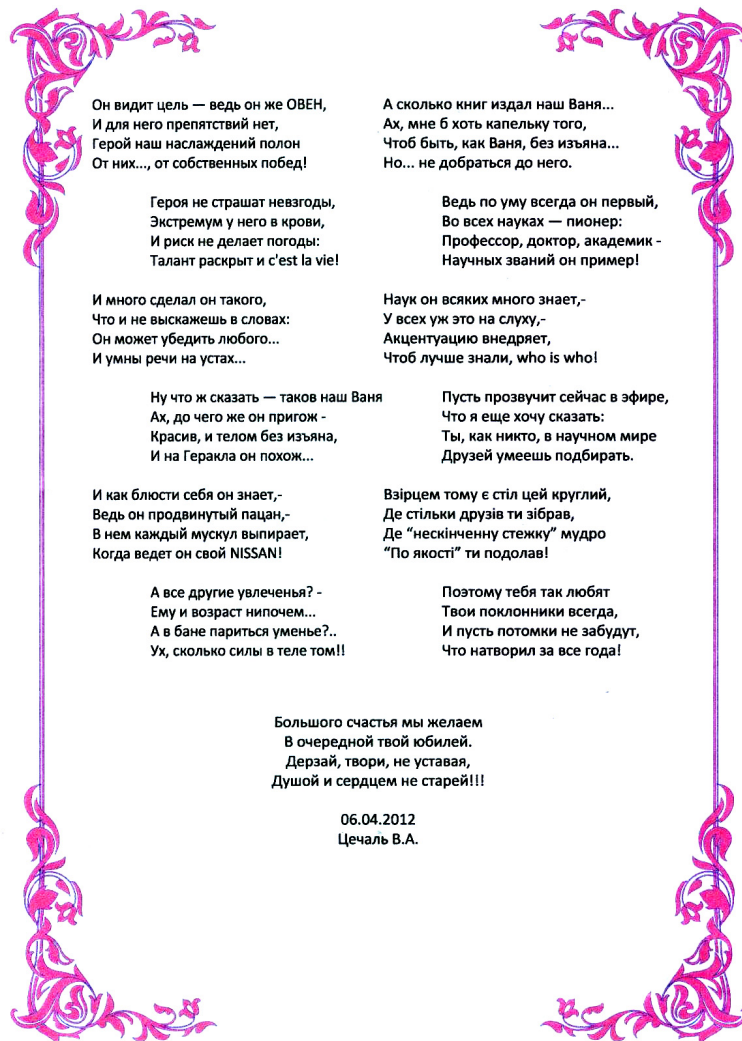 Он видит цель — ведь он же ОВЕН,
И для него препятствий нет,
Герой наш наслаждений полон
От них..., от собственных побед!
Героя не страшат невзгоды,
Экстремум у него в крови,
И риск не делает погоды:
Талант раскрыт и c'est la vie!
И много сделал он такого,
Что и не выскажешь в словах:
Он может убедить любого...
И умны речи на устах...
Ну что ж сказать — таков наш Ваня
Ах, до чего же он пригож -
Красив, и телом без изъяна,
И на Геракла он похож...
И как блюсти себя он знает,-
Ведь он продвинутый пацан,-
В нем каждый мускул выпирает,
Когда ведет он свой NISSAN!
А все другие увлеченья? -
Ему и возраст нипочем...
А в бане париться уменье?..
Ух, сколько силы в теле том!!
А сколько книг издал наш Ваня...
Ах, мне б хоть капельку того,
Чтоб быть, как Ваня, без изъяна...
Но... не добраться до него.
Ведь по уму всегда он первый,
Во всех науках — пионер:
Профессор, доктор, академик -
Научных званий он пример!
Наук он всяких много знает,-
У всех уж это на слуху,-
Акцентуацию внедряет,
Чтоб лучше знали, who is who!
Пусть прозвучит сейчас в эфире,
Что я еще хочу сказать:
Ты, как никто, в научном мире
Друзей умеешь подбирать.
Взірцем тому є стіл цей круглий,
Де стільки друзів ти зібрав,
Де “нескінченну стежку” мудро
“По якості” ти подолав!
Поэтому тебя так любят
Твои поклонники всегда,
И пусть потомки не забудут,
Что натворил за все года!
Большого счастья мы желаем
В очередной твой юбилей.
Дерзай, твори, не уставая,
Душой и сердцем не старей!!!
06.04.2012
Цечаль В.А.